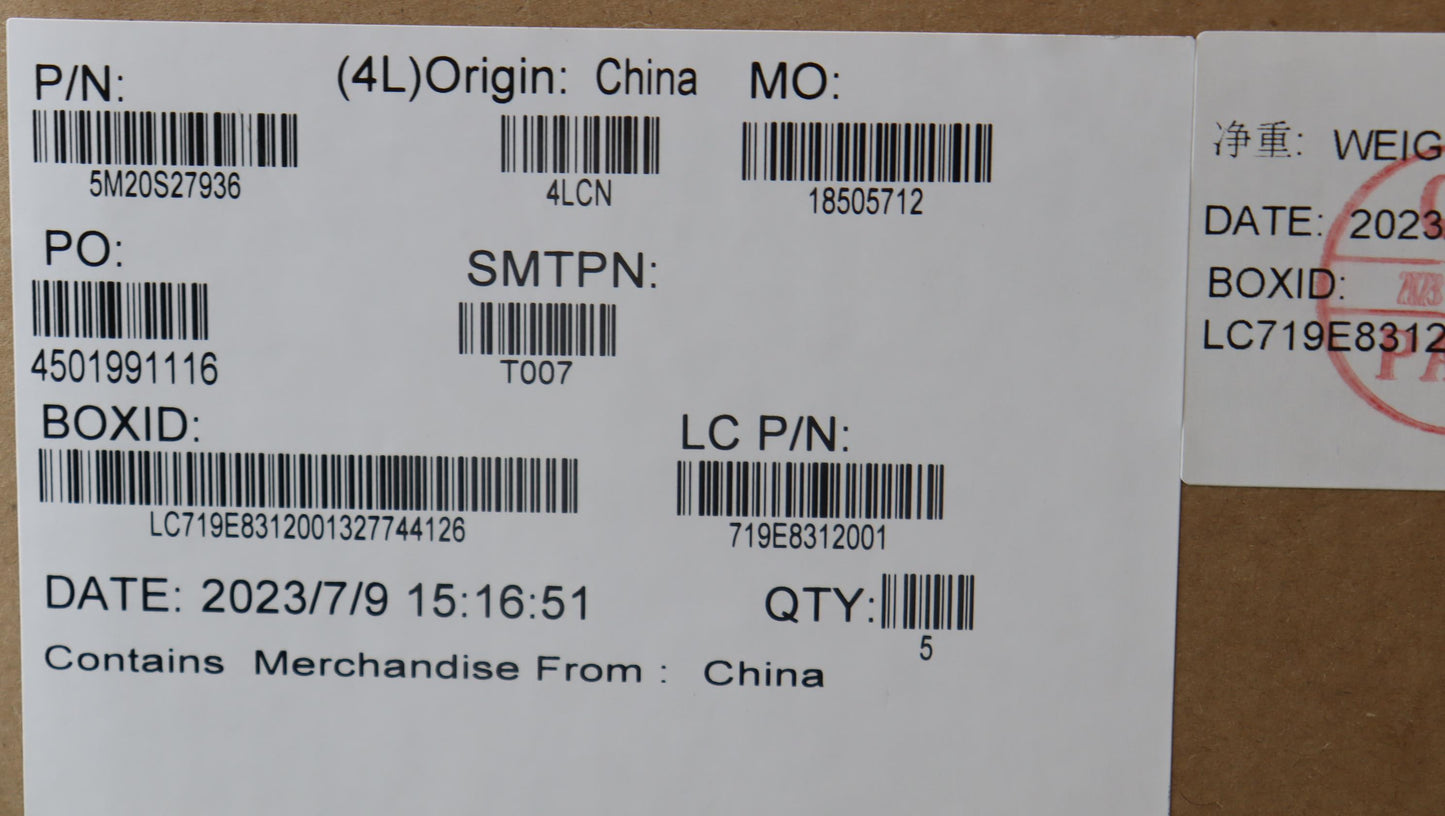 P/N: (4L)Origin: China MO:
5M20S27936 4LCN 18505712
PO: SMTPN:
4501991116 T007
BOXID: LC P/N:
LC719E8312001327744126 719E8312001
DATE: 2023/7/9 15:16:51 QTY:
5
Contains Merchandise From : China
净重: WEIG
DATE: 2023
BOXID:
LC719E8312